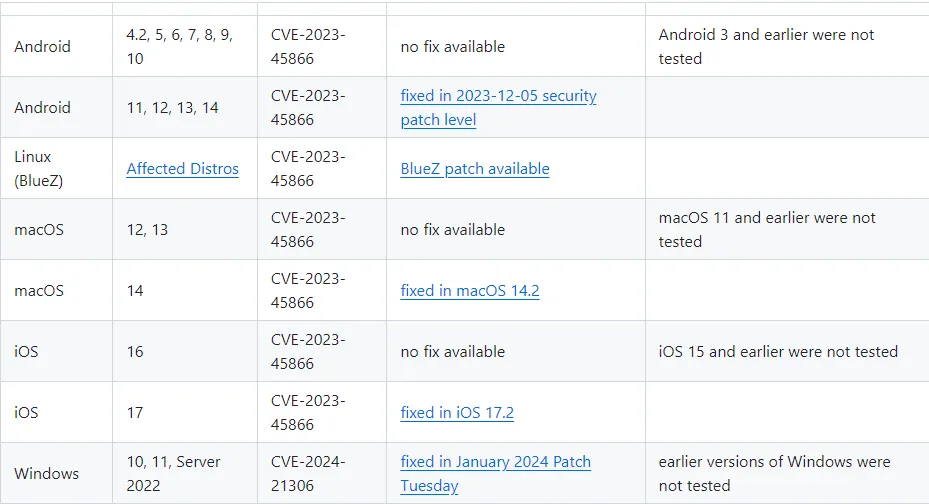 Android
4.2, 5, 6, 7, 8, 9,
10
CVE-2023-
45866
no fix available
Android 3 and earlier were not
tested
Android
11, 12, 13, 14
CVE-2023-
45866
fixed in 2023-12-05 security
patch level
Linux
(BlueZ)
Affected Distros
CVE-2023-
45866
BlueZ patch available
macOS
12, 13
CVE-2023-
45866
no fix available
macOS 11 and earlier were not
tested
macOS
14
CVE-2023-
45866
fixed in macOS 14.2
iOS
16
CVE-2023-
45866
no fix available
iOS 15 and earlier were not tested
iOS
17
CVE-2023-
45866
fixed in iOS 17.2
Windows
10, 11, Server
2022
CVE-2024-
21306
fixed in January 2024 Patch
Tuesday
earlier versions of Windows were
not tested